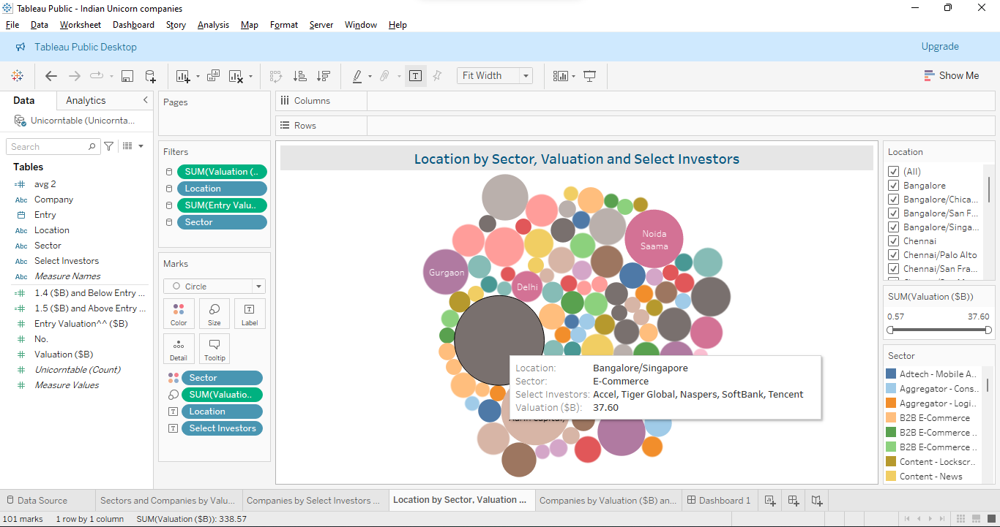 Tableau Public - Indian Unicorn companies
File Data Worksheet Dashboard Story Analysis Map Format Server Window Help
Tableau Public Desktop
Upgrade
Fit Width
Show Me
Data
Analytics
Unicorntable (Unicornta...
Search
Tables
avg 2
Abc Company
Entry
Abc Location
Abc Sector
Abc Select Investors
Abc Measure Names
1.4 ($B) and Below Entry ...
1.5 ($B) and Above Entry ...
Entry Valuation^^ ($B)
No.
Valuation ($B)
Unicorntable (Count)
Measure Values
Pages
Filters
SUM(Valuation (..
Location
SUM(Entry Valu..
Sector
Marks
Circle
Color
Size
Label
Detail
Tooltip
Sector
SUM(Valuatio..
Location
Select Investors
Columns
Rows
Location by Sector, Valuation and Select Investors
Noida
Saama
Gurgaon
Delhi
Location: Bangalore/Singapore
Sector: E-Commerce
Select Investors: Accel, Tiger Global, Naspers, SoftBank, Tencent
Valuation ($B): 37.60
Location
(All)
Bangalore
Bangalore/Chica...
Bangalore/San F...
Bangalore/Singa...
Chennai
Chennai/Palo Alto
Chennai/San Fra...
SUM(Valuation ($B))
0.57 37.60
Sector
Adtech - Mobile A..
Aggregator - Cons..
Aggregator - Logi..
B2B E-Commerce
B2B E-Commerce ..
B2B E-Commerce ..
Content - Lockscr..
Content - News
Data Source
Sectors and Companies by Valu...
Companies by Select Investors ...
Location by Sector, Valuation ...
Companies by Valuation ($B) an...
Dashboard 1
101 marks 1 row by 1 column SUM(Valuation ($B)): 338.57